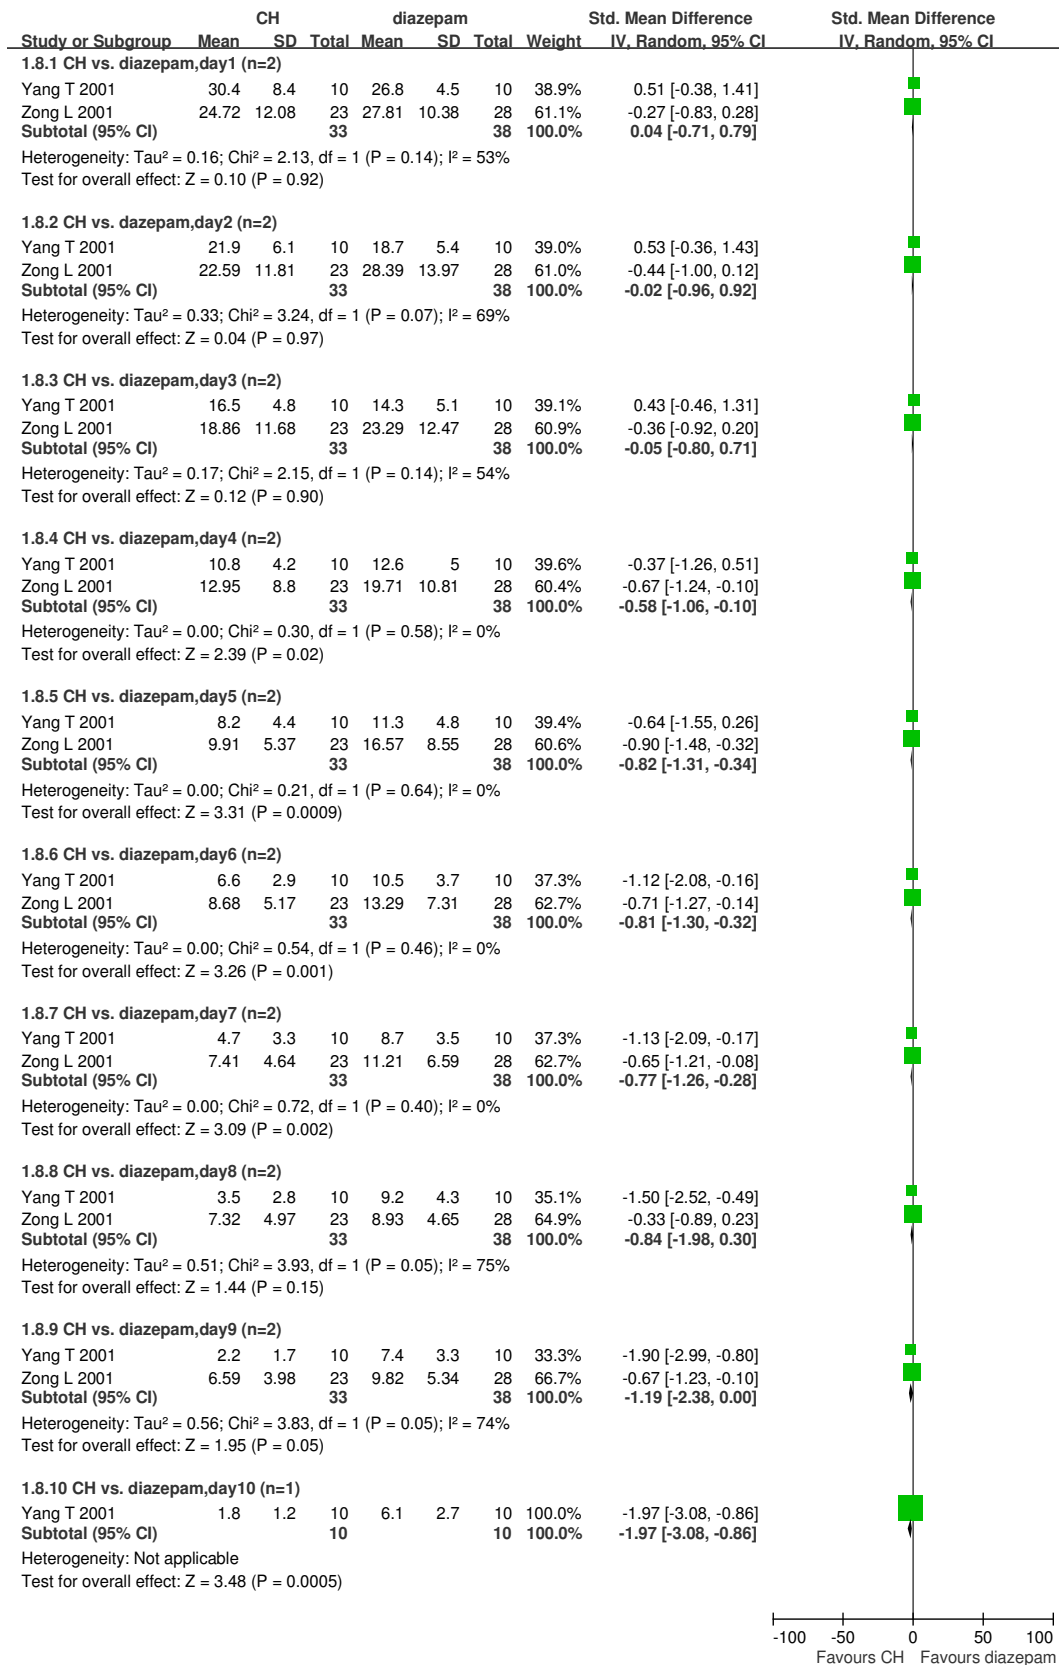 CH diazepam Std. Mean Difference Std. Mean Difference
Study or Subgroup Mean SD Total Mean SD Total Weight IV, Random, 95% CI IV, Random, 95% CI
1.8.1 CH vs. diazepam,day1 (n=2)
Yang T 2001 30.4 8.4 10 26.8 4.5 10 38.9% 0.51 [-0.38, 1.41]
Zong L 2001 24.72 12.08 23 27.81 10.38 28 61.1% -0.27 [-0.83, 0.28]
Subtotal (95% CI) 33 38 100.0% 0.04 [-0.71, 0.79]
Heterogeneity: Tau² = 0.16; Chi² = 2.13, df = 1 (P = 0.14); I² = 53%
Test for overall effect: Z = 0.10 (P = 0.92)
1.8.2 CH vs. dazepam,day2 (n=2)
Yang T 2001 21.9 6.1 10 18.7 5.4 10 39.0% 0.53 [-0.36, 1.43]
Zong L 2001 22.59 11.81 23 28.39 13.97 28 61.0% -0.44 [-1.00, 0.12]
Subtotal (95% CI) 33 38 100.0% -0.02 [-0.96, 0.92]
Heterogeneity: Tau² = 0.33; Chi² = 3.24, df = 1 (P = 0.07); I² = 69%
Test for overall effect: Z = 0.04 (P = 0.97)
1.8.3 CH vs. diazepam,day3 (n=2)
Yang T 2001 16.5 4.8 10 14.3 5.1 10 39.1% 0.43 [-0.46, 1.31]
Zong L 2001 18.86 11.68 23 23.29 12.47 28 60.9% -0.36 [-0.92, 0.20]
Subtotal (95% CI) 33 38 100.0% -0.05 [-0.80, 0.71]
Heterogeneity: Tau² = 0.17; Chi² = 2.15, df = 1 (P = 0.14); I² = 54%
Test for overall effect: Z = 0.12 (P = 0.90)
1.8.4 CH vs. diazepam,day4 (n=2)
Yang T 2001 10.8 4.2 10 12.6 5 10 39.6% -0.37 [-1.26, 0.51]
Zong L 2001 12.95 8.8 23 19.71 10.81 28 60.4% -0.67 [-1.24, -0.10]
Subtotal (95% CI) 33 38 100.0% -0.58 [-1.06, -0.10]
Heterogeneity: Tau² = 0.00; Chi² = 0.30, df = 1 (P = 0.58); I² = 0%
Test for overall effect: Z = 2.39 (P = 0.02)
1.8.5 CH vs. diazepam,day5 (n=2)
Yang T 2001 8.2 4.4 10 11.3 4.8 10 39.4% -0.64 [-1.55, 0.26]
Zong L 2001 9.91 5.37 23 16.57 8.55 28 60.6% -0.90 [-1.48, -0.32]
Subtotal (95% CI) 33 38 100.0% -0.82 [-1.31, -0.34]
Heterogeneity: Tau² = 0.00; Chi² = 0.21, df = 1 (P = 0.64); I² = 0%
Test for overall effect: Z = 3.31 (P = 0.0009)
1.8.6 CH vs. diazepam,day6 (n=2)
Yang T 2001 6.6 2.9 10 10.5 3.7 10 37.3% -1.12 [-2.08, -0.16]
Zong L 2001 8.68 5.17 23 13.29 7.31 28 62.7% -0.71 [-1.27, -0.14]
Subtotal (95% CI) 33 38 100.0% -0.81 [-1.30, -0.32]
Heterogeneity: Tau² = 0.00; Chi² = 0.54, df = 1 (P = 0.46); I² = 0%
Test for overall effect: Z = 3.26 (P = 0.001)
1.8.7 CH vs. diazepam,day7 (n=2)
Yang T 2001 4.7 3.3 10 8.7 3.5 10 37.3% -1.13 [-2.09, -0.17]
Zong L 2001 7.41 4.64 23 11.21 6.59 28 62.7% -0.65 [-1.21, -0.08]
Subtotal (95% CI) 33 38 100.0% -0.77 [-1.26, -0.28]
Heterogeneity: Tau² = 0.00; Chi² = 0.72, df = 1 (P = 0.40); I² = 0%
Test for overall effect: Z = 3.09 (P = 0.002)
1.8.8 CH vs. diazepam,day8 (n=2)
Yang T 2001 3.5 2.8 10 9.2 4.3 10 35.1% -1.50 [-2.52, -0.49]
Zong L 2001 7.32 4.97 23 8.93 4.65 28 64.9% -0.33 [-0.89, 0.23]
Subtotal (95% CI) 33 38 100.0% -0.84 [-1.98, 0.30]
Heterogeneity: Tau² = 0.51; Chi² = 3.93, df = 1 (P = 0.05); I² = 75%
Test for overall effect: Z = 1.44 (P = 0.15)
1.8.9 CH vs. diazepam,day9 (n=2)
Yang T 2001 2.2 1.7 10 7.4 3.3 10 33.3% -1.90 [-2.99, -0.80]
Zong L 2001 6.59 3.98 23 9.82 5.34 28 66.7% -0.67 [-1.23, -0.10]
Subtotal (95% CI) 33 38 100.0% -1.19 [-2.38, 0.00]
Heterogeneity: Tau² = 0.56; Chi² = 3.83, df = 1 (P = 0.05); I² = 74%
Test for overall effect: Z = 1.95 (P = 0.05)
1.8.10 CH vs. diazepam,day10 (n=1)
Yang T 2001 1.8 1.2 10 6.1 2.7 10 100.0% -1.97 [-3.08, -0.86]
Subtotal (95% CI) 10 10 100.0% -1.97 [-3.08, -0.86]
Heterogeneity: Not applicable
Test for overall effect: Z = 3.48 (P = 0.0005)
-100 -50 0 50 100
Favours CH Favours diazepam